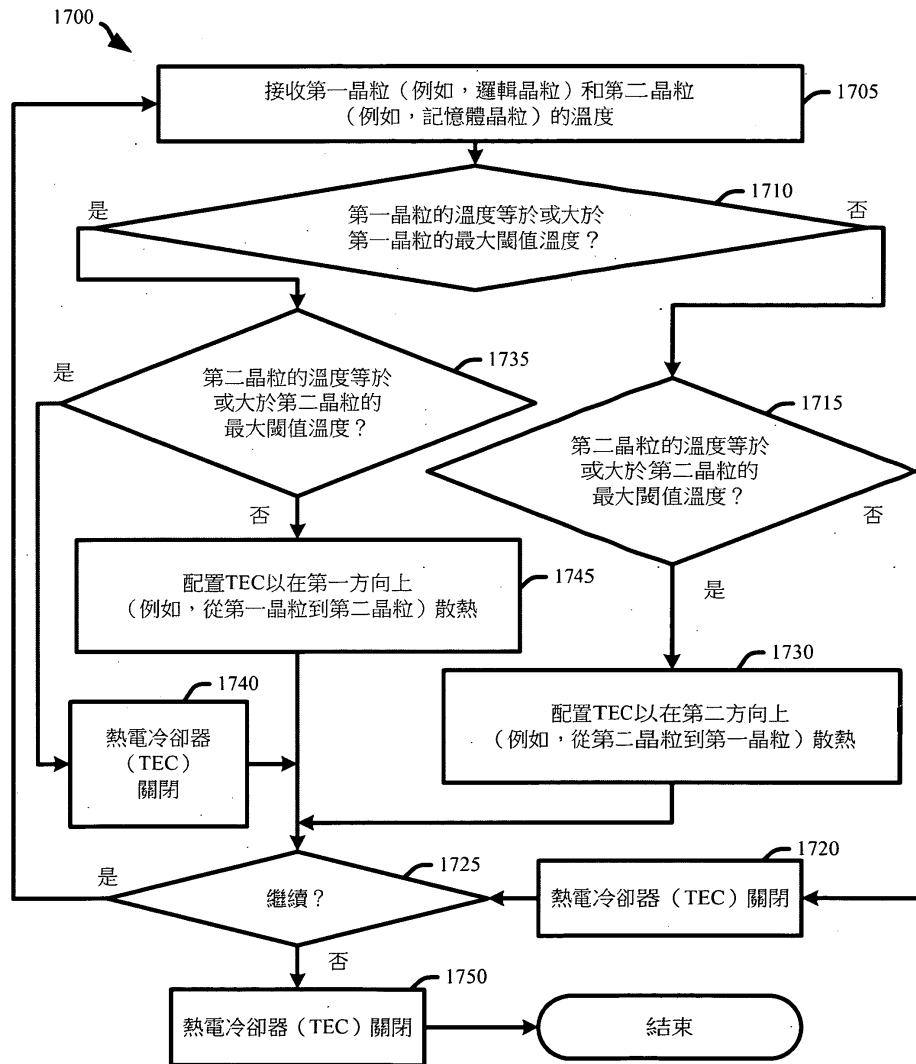 1700
接收第一晶粒（例如，邏輯晶粒）和第二晶粒
（例如，記憶體晶粒）的溫度
1705
1710
是
第一晶粒的溫度等於或大於
第一晶粒的最大閾值溫度？
否
1735
是
第二晶粒的溫度等於
或大於第二晶粒的
最大閾值溫度？
1715
第二晶粒的溫度等於
或大於第二晶粒的
最大閾值溫度？
否
否
配置TEC以在第一方向上
（例如，從第一晶粒到第二晶粒）散熱
1745
是
1730
配置TEC以在第二方向上
（例如，從第二晶粒到第一晶粒）散熱
1740
熱電冷卻器
（TEC）
關閉
1725
是
繼續？
1720
熱電冷卻器（TEC）關閉
否
1750
熱電冷卻器（TEC）關閉
結束